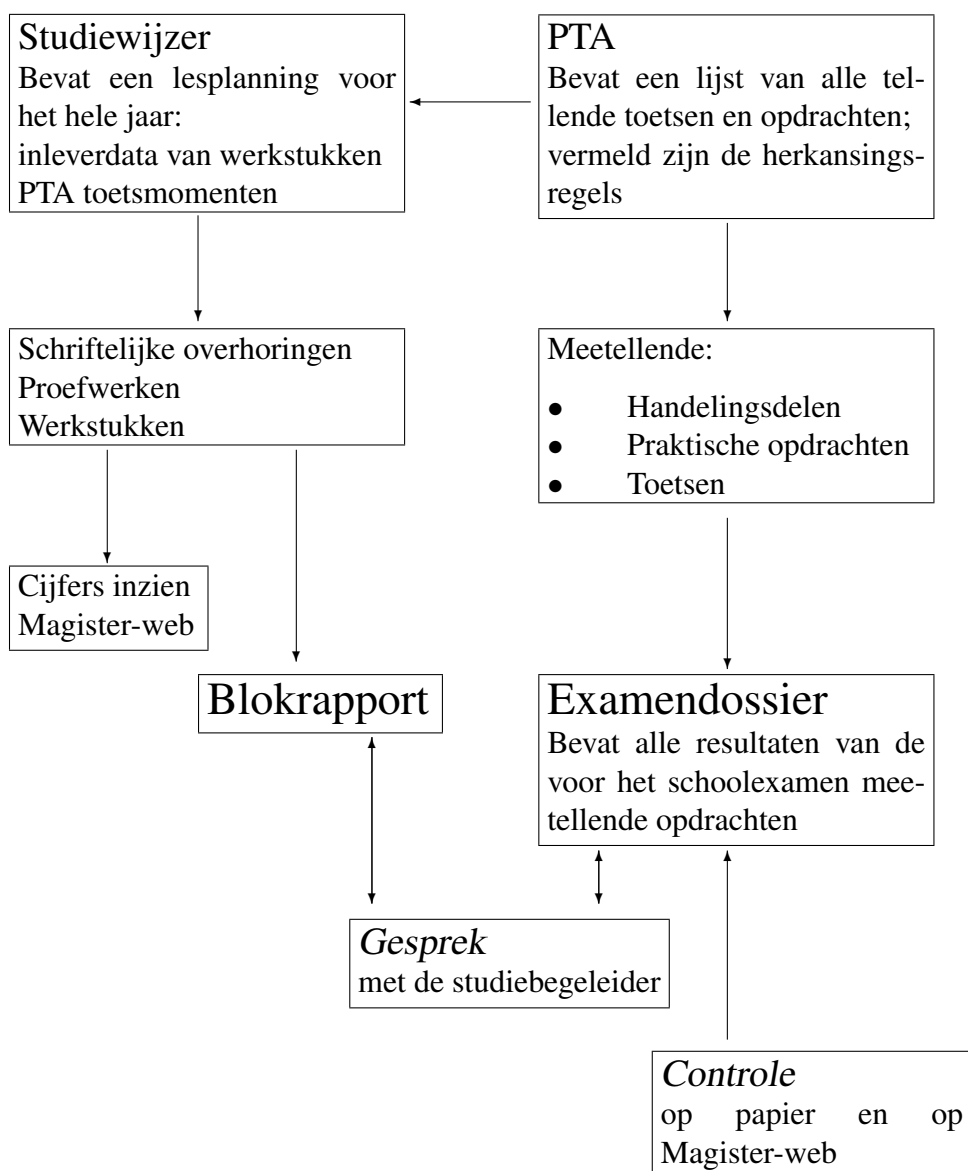 Studiewijzer
Bevat een lesplanning voor
het hele jaar:
inleverdata van werkstukken
PTA toetsmomenten
PTA
Bevat een lijst van alle tel-
lende toetsen en opdrachten;
vermeld zijn de herkansings-
regels
Schriftelijke overhoringen
Proefwerken
Werkstukken
Meetellende:
• Handelingsdelen
• Praktische opdrachten
• Toetsen
Cijfers inzien
Magister-web
Blokrapport
Examendossier
Bevat alle resultaten van de
voor het schoolexamen mee-
tellende opdrachten
Gesprek
met de studiebegeleider
Controle
op papier en op
Magister-web